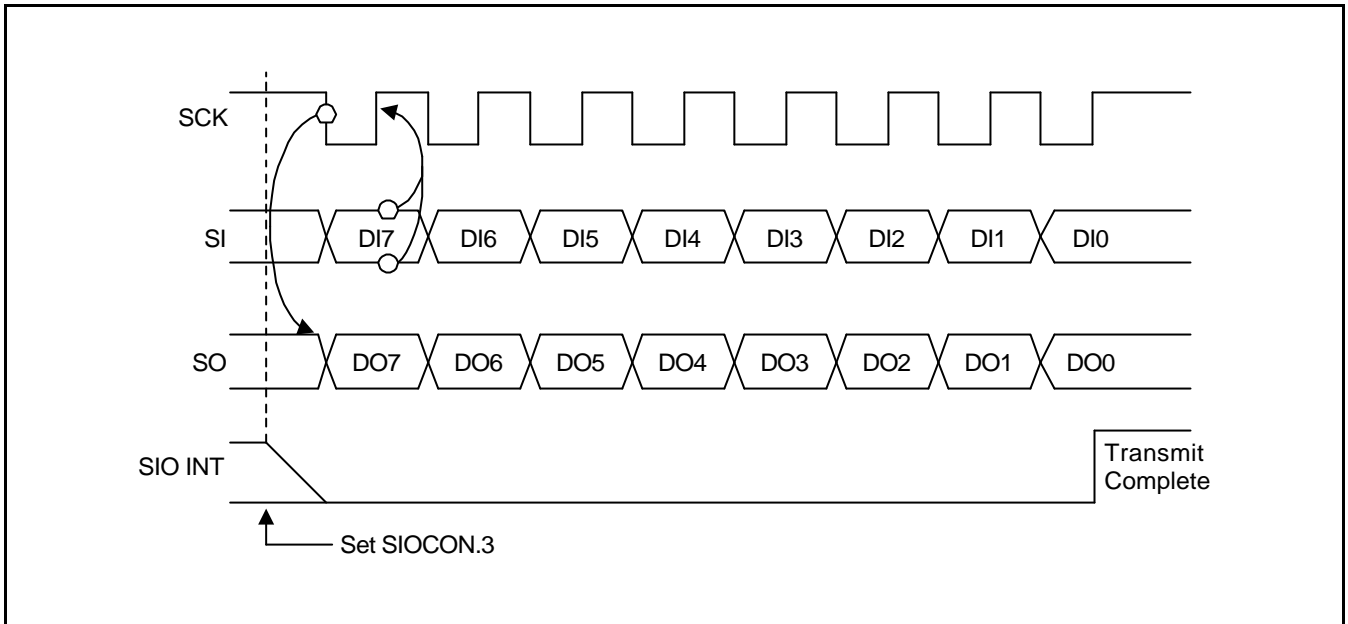 SCK
SI
DI7
DI6
DI5
DI4
DI3
DI2
DI1
DI0
SO
DO7
DO6
DO5
DO4
DO3
DO2
DO1
DO0
SIO INT
Transmit
Complete
Set SIOCON.3